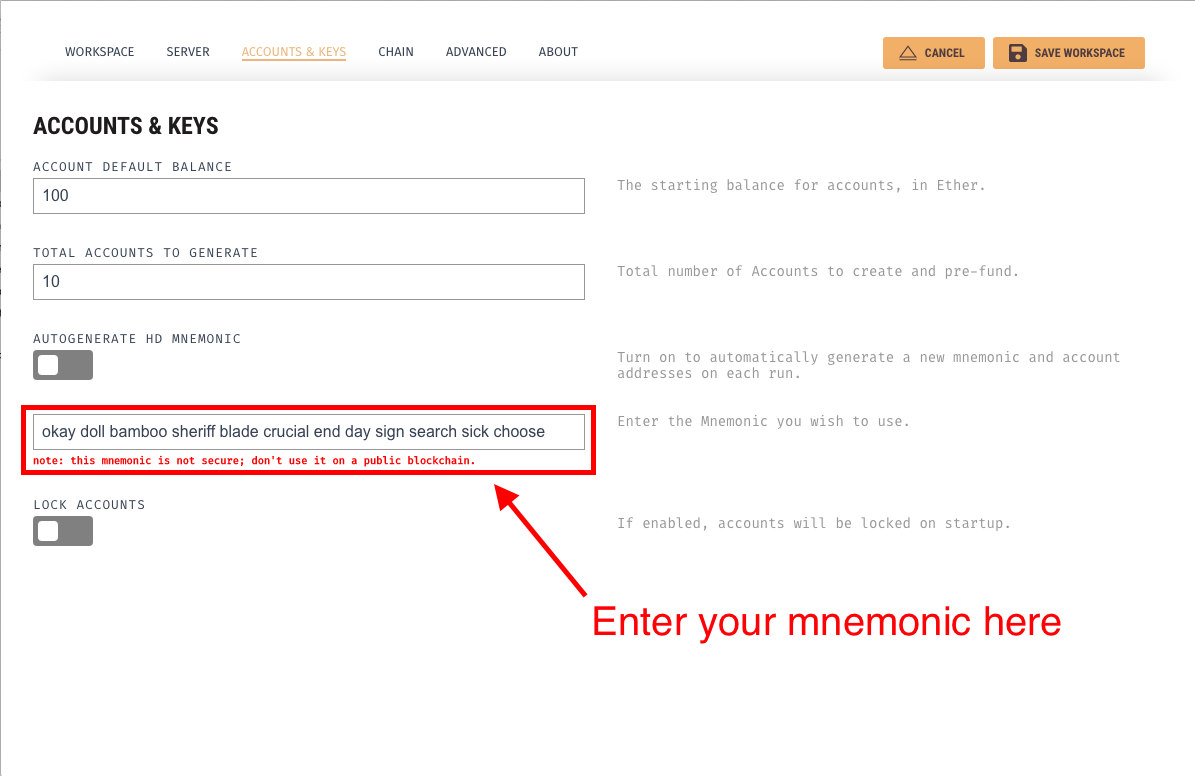 WORKSPACE SERVER ACCOUNTS & KEYS CHAIN ADVANCED ABOUT CANCEL SAVE WORKSPACE
ACCOUNTS & KEYS
ACCOUNT DEFAULT BALANCE
100
The starting balance for accounts, in Ether.
TOTAL ACCOUNTS TO GENERATE
10
Total number of Accounts to create and pre-fund.
AUTOGENERATE HD MNEMONIC
Turn on to automatically generate a new mnemonic and account
addresses on each run.
okay doll bamboo sheriff blade crucial end day sign search sick choose
Enter the Mnemonic you wish to use.
note: this mnemonic is not secure; don't use it on a public blockchain.
LOCK ACCOUNTS
If enabled, accounts will be locked on startup.
Enter your mnemonic here